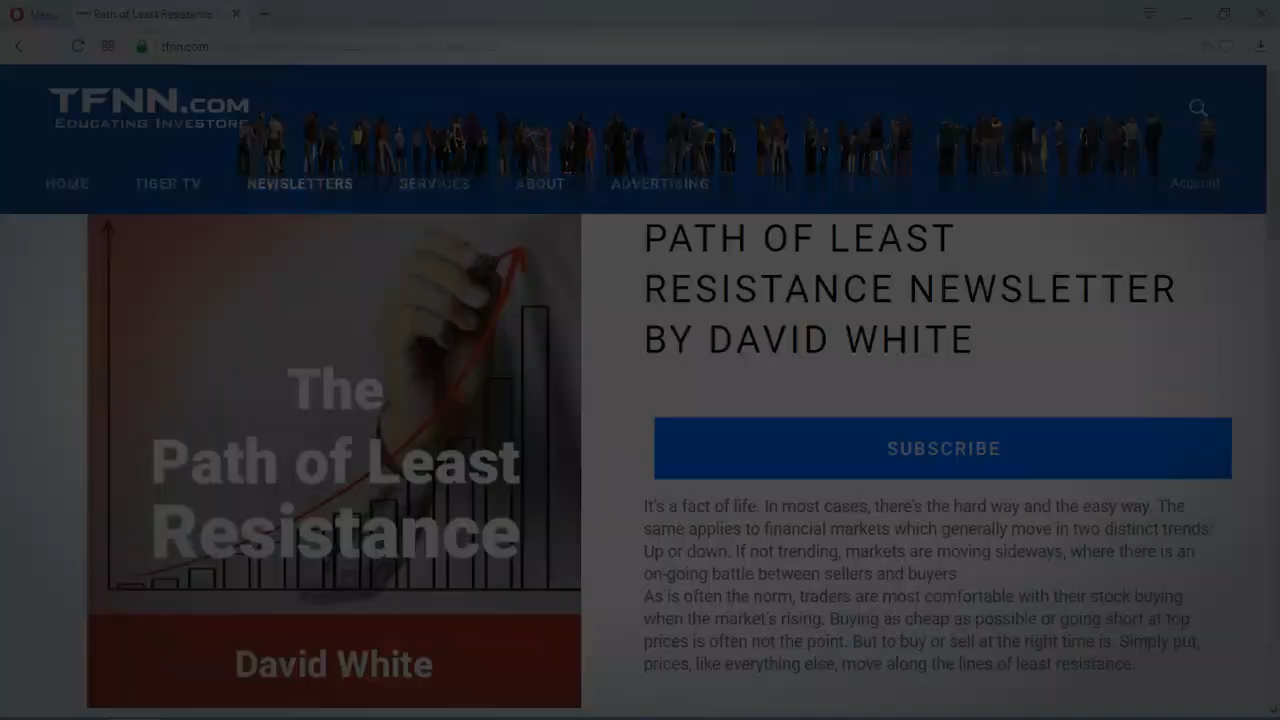 Menu
Path of Least Resistance
tfnn.com
TFNN.COM
EDUCATING INVESTORS
HOME
TIGER TV
NEWSLETTERS
SERVICES
ABOUT
ADVERTISING
Account
The
Path of Least
Resistance
David White
PATH OF LEAST
RESISTANCE NEWSLETTER
BY DAVID WHITE
SUBSCRIBE
It's a fact of life. In most cases, there's the hard way and the easy way. The
same applies to financial markets which generally move in two distinct trends:
Up or down. If not trending, markets are moving sideways, where there is an
on-going battle between sellers and buyers
As is often the norm, traders are most comfortable with their stock buying
when the market's rising. Buying as cheap as possible or going short at top
prices is often not the point. But to buy or sell at the right time is. Simply put,
prices, like everything else, move along the lines of least resistance.